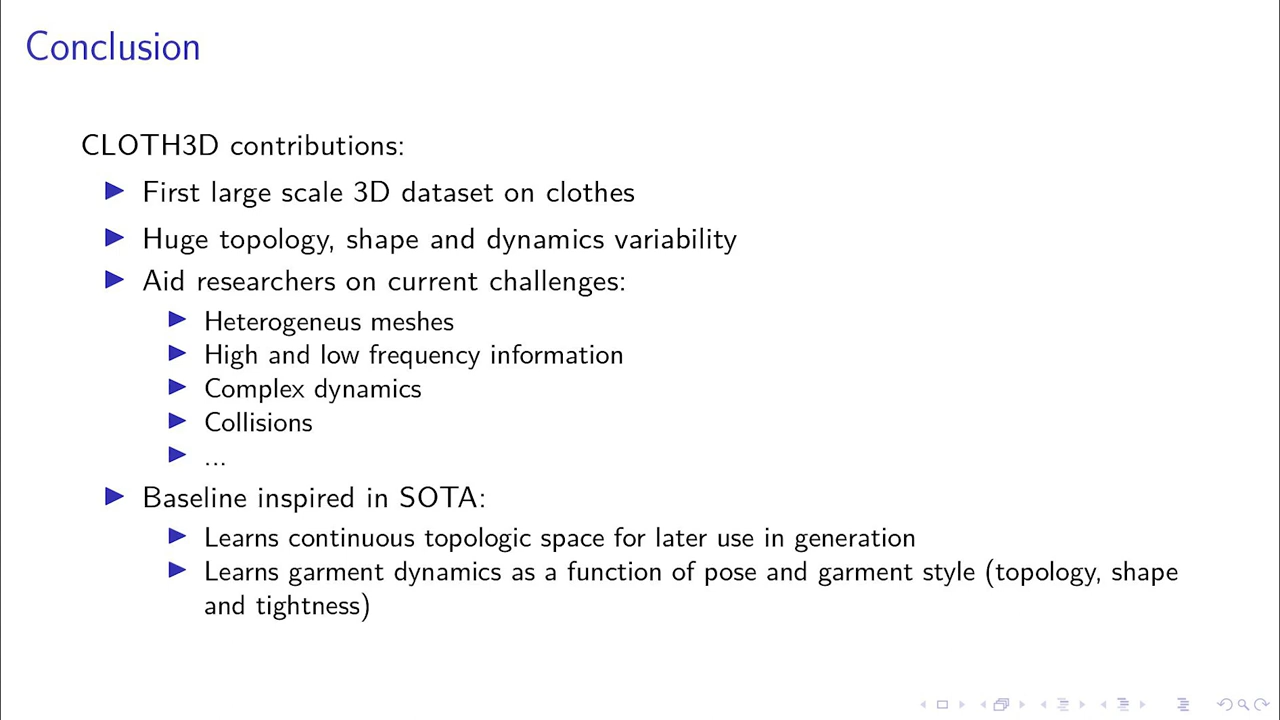 Conclusion
CLOTH3D contributions:
First large scale 3D dataset on clothes
Huge topology, shape and dynamics variability
Aid researchers on current challenges:
Heterogeneus meshes
High and low frequency information
Complex dynamics
Collisions
...
Baseline inspired in SOTA:
Learns continuous topologic space for later use in generation
Learns garment dynamics as a function of pose and garment style (topology, shape
and tightness)